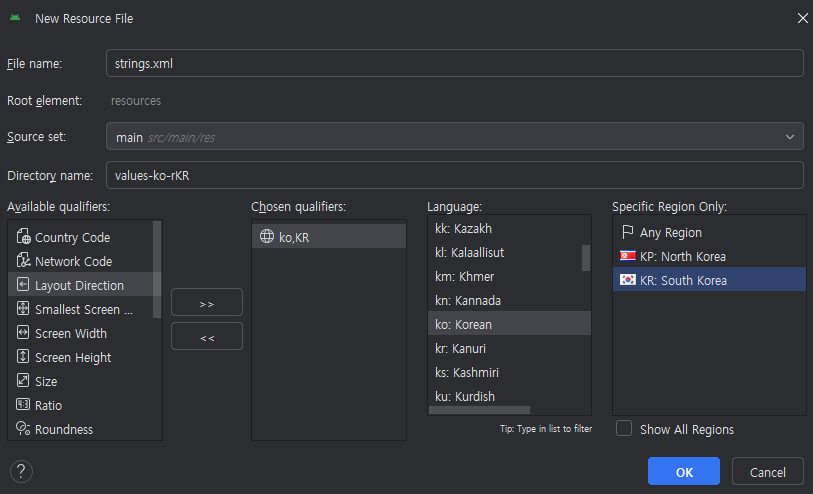 New Resource File
File name:
strings.xml
Root element:
resources
Source set:
main src/main/res
Directory name:
values-ko-rKR
Available qualifiers:
Country Code
Network Code
Layout Direction
Smallest Screen ...
Screen Width
Screen Height
Size
Ratio
Roundness
>>
<<
Chosen qualifiers:
ko,KR
Language:
kk: Kazakh
kl: Kalaallisut
km: Khmer
kn: Kannada
ko: Korean
kr: Kanuri
ks: Kashmiri
ku: Kurdish
Tip: Type in list to filter
Specific Region Only:
Any Region
KP: North Korea
KR: South Korea
Show All Regions
?
OK
Cancel